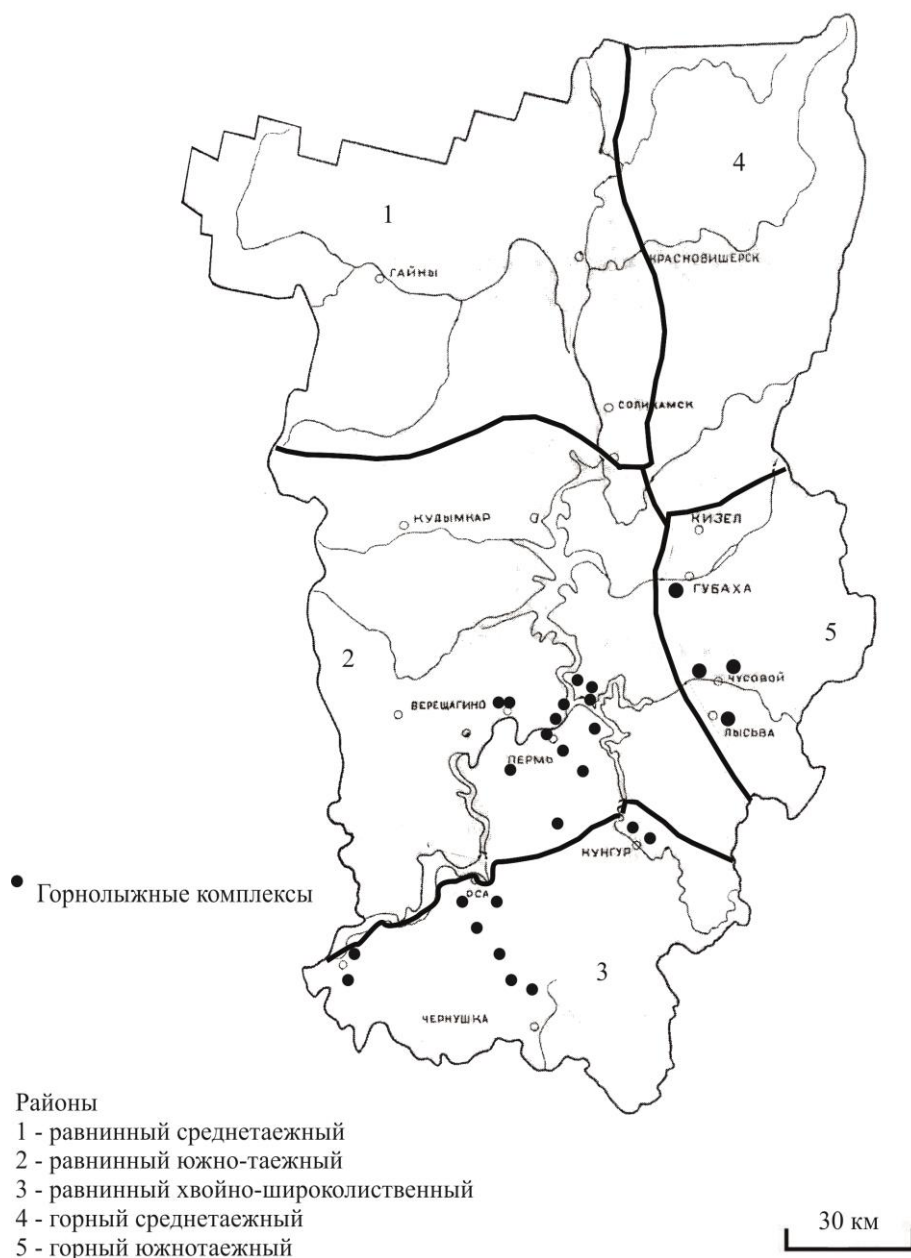 4
1
КРАСНОВИШЕРСК
ГАЙНЫ
СОЛИКАМСК
КУДЫМКАР
КИЗЕЛ
ГУБАХА
5
2
ЧУСОВОЙ
ВЕРЕЩАГИНО
ЛЫСЬВА
ПЕРМЬ
КУНГУР
Горнолыжные комплексы
ОСА
3
ЧЕРНУШКА
Районы
1 - равнинный среднетаежный
2 - равнинный южно-таежный
3 - равнинный хвойно-широколиственный
4 - горный среднетаежный
5 - горный южнотаежный
30 км